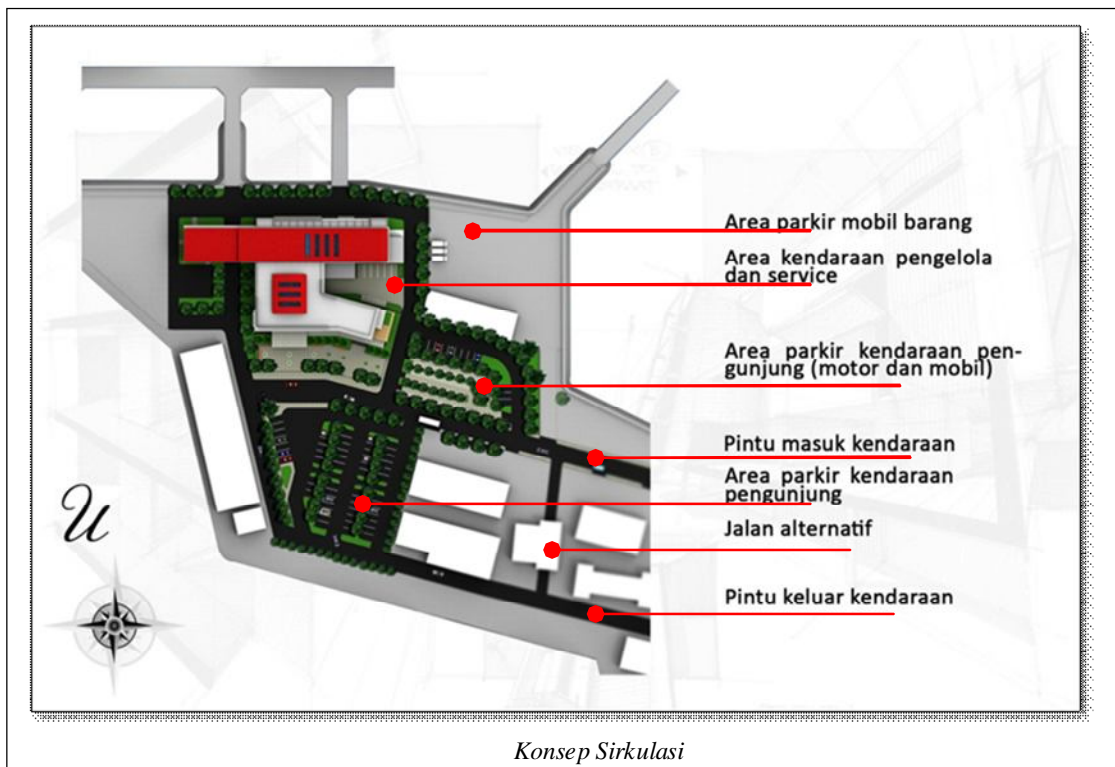 Area parkir mobil barang
Area kendaraan pengelola
dan service
Area parkir kendaraan pen-
gunjung (motor dan mobil)
Pintu masuk kendaraan
Area parkir kendaraan
pengunjung
Jalan alternatif
Pintu keluar kendaraan
U
Konsep Sirkulasi